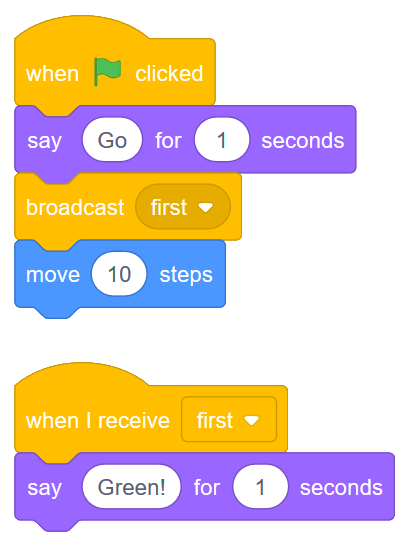 when clicked
say Go for 1 seconds
broadcast first
move 10 steps
when I receive first
say Green! for 1 seconds